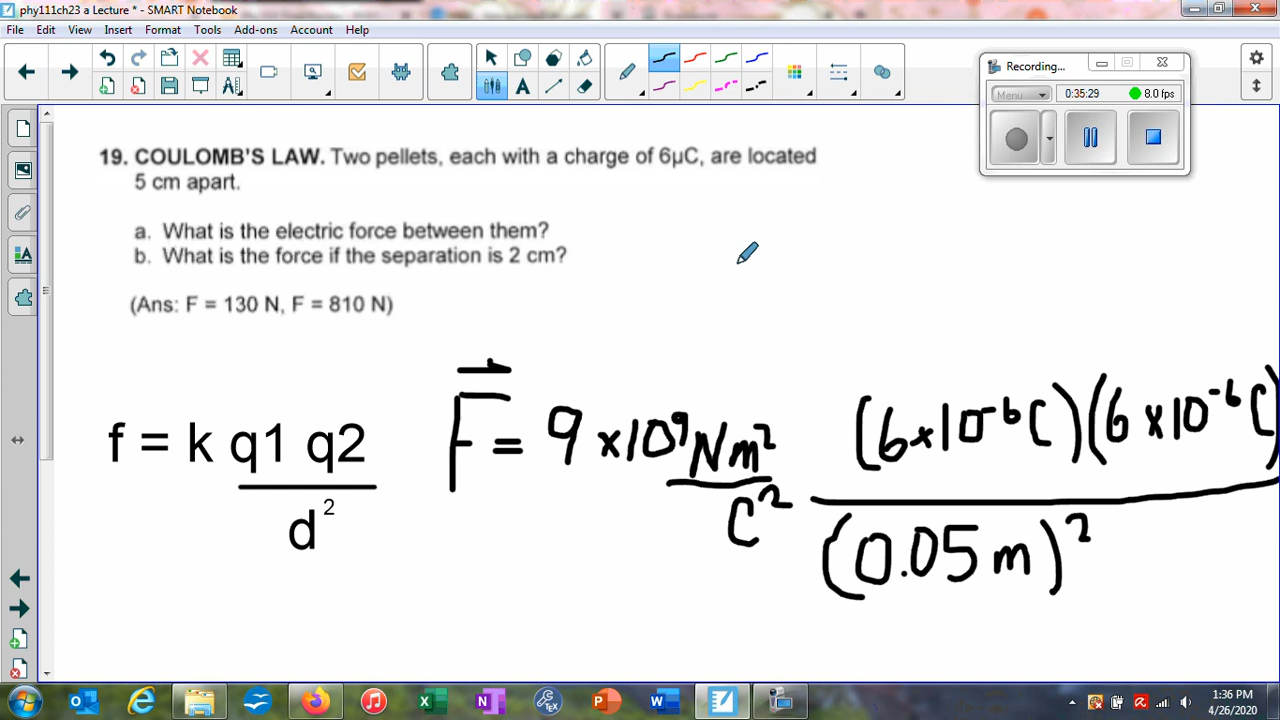 phy111ch23 a Lecture * - SMART Notebook
File Edit View Insert Format Tools Add-ons Account Help
Recording...
Menu 0:35:29 8.0 fps
19. COULOMB'S LAW. Two pellets, each with a charge of 6μC, are located
5 cm apart.
a. What is the electric force between them?
b. What is the force if the separation is 2 cm?
(Ans: F = 130 N, F = 810 N)
f = k q1 q2
d²
F = 9 x10⁹ Nm² (6x10⁻⁶C)(6x10⁻⁶C)
C² (0.05m)²
1:36 PM
4/26/2020